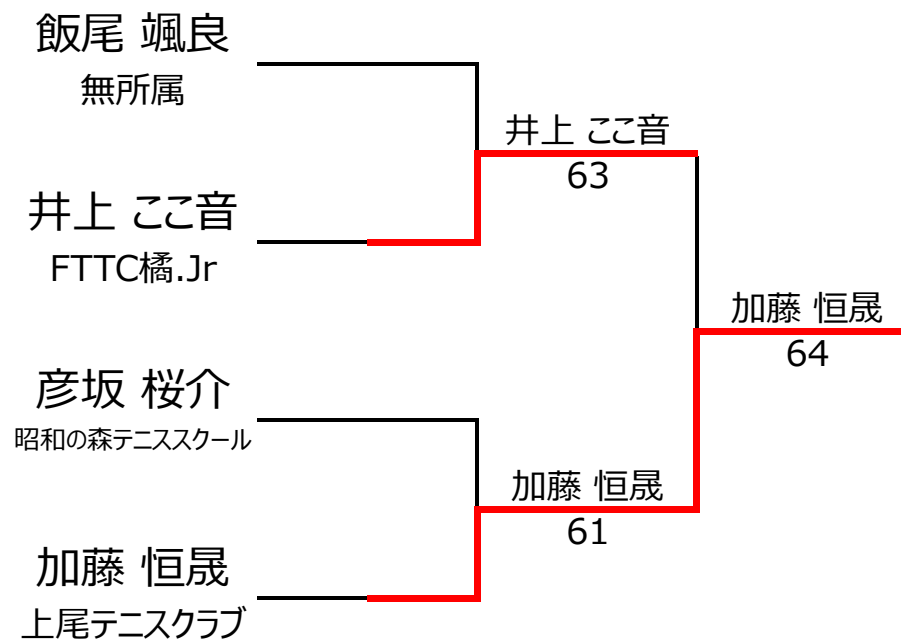 飯尾 颯良
無所属
井上 ここ音
63
井上 ここ音
FTTC橘.Jr
加藤 恒晟
64
彦坂 桜介
昭和の森テニススクール
加藤 恒晟
61
加藤 恒晟
上尾テニスクラブ